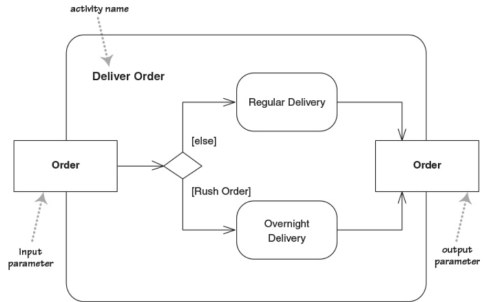 activity name
Deliver Order
Regular Delivery
[else]
Order
Order
[Rush Order]
Overnight
Delivery
input
parameter
output
parameter